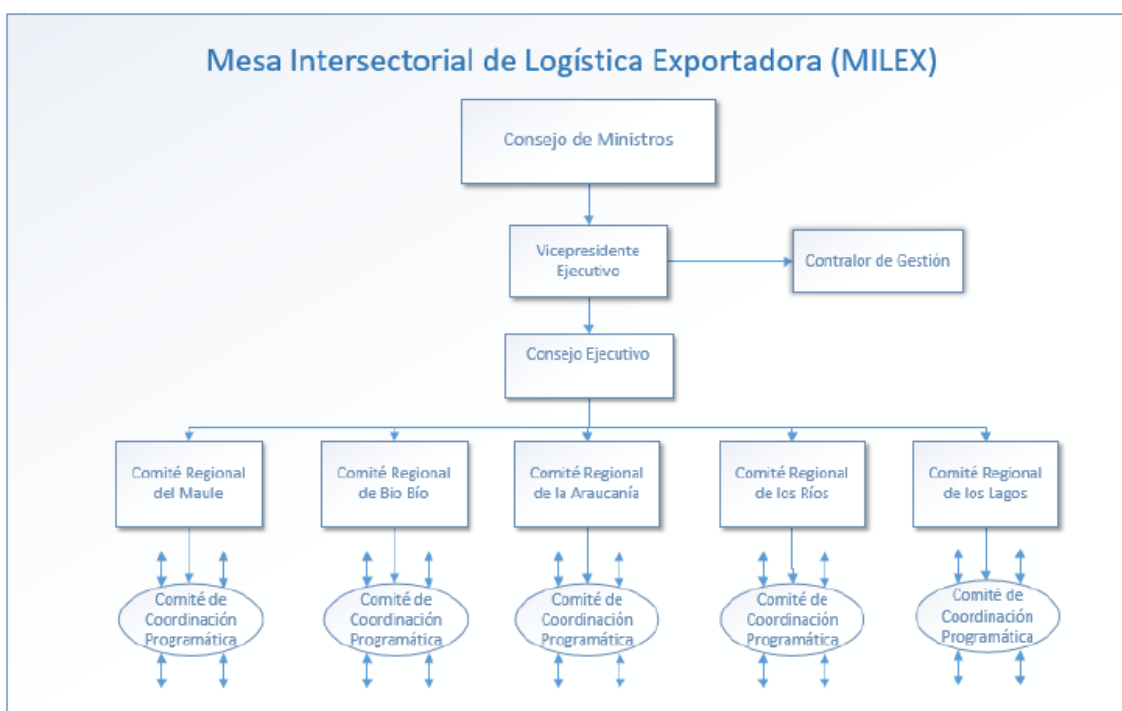 Mesa Intersectorial de Logística Exportadora (MILEX)
Consejo de Ministros
Vicepresidente
Ejecutivo
Contralor de Gestión
Consejo Ejecutivo
Comité Regional
del Maule
Comité Regional
de Bio Bío
Comité Regional
de la Araucanía
Comité Regional
de los Ríos
Comité Regional
de los Lagos
Comité de
Coordinación
Programática
Comité de
Coordinación
Programática
Comité de
Coordinación
Programática
Comité de
Coordinación
Programática
Comité de
Coordinación
Programática